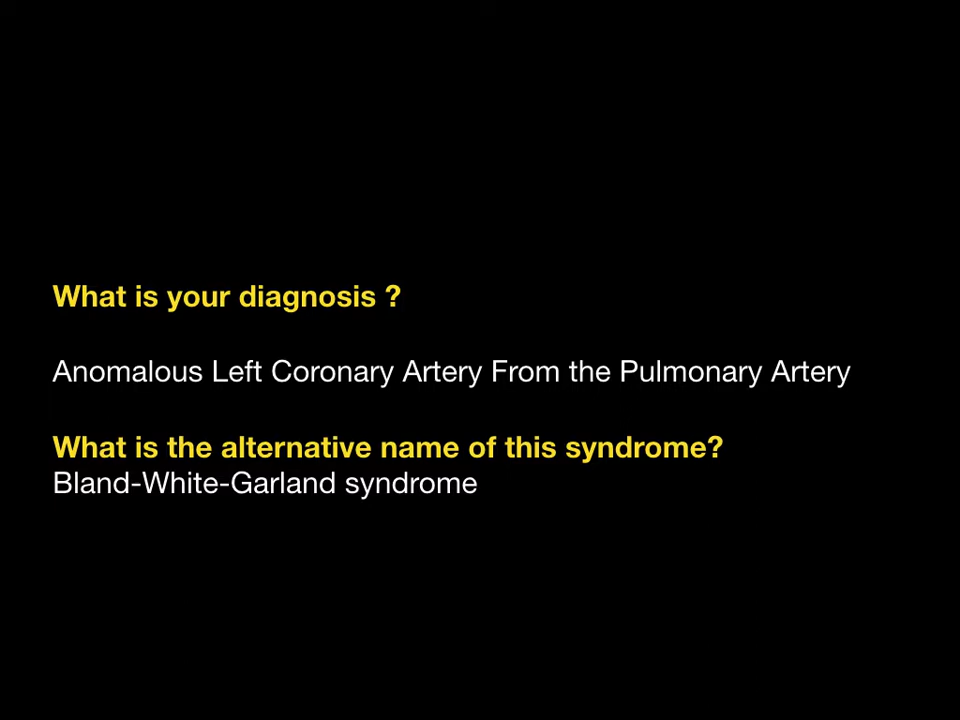 What is your diagnosis ?
Anomalous Left Coronary Artery From the Pulmonary Artery
What is the alternative name of this syndrome?
Bland-White-Garland syndrome